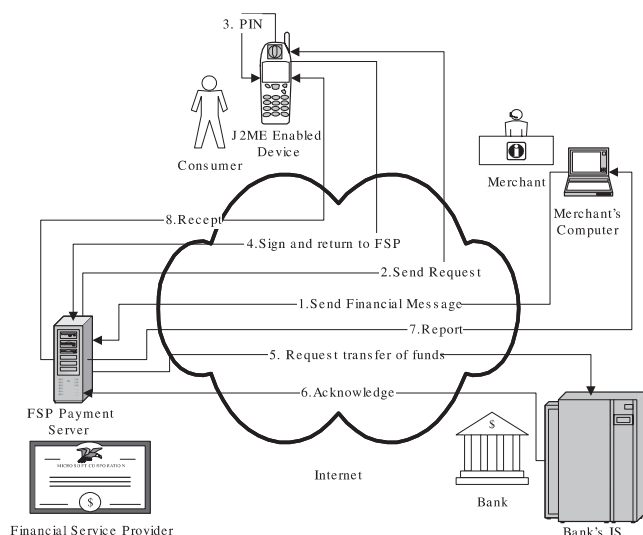 3. PIN
J2ME Enabled
Device
Consumer
Merchant
Merchant's
Computer
8.Recept
4.Sign and return to FSP
2.Send Request
1.Send Financial Message
7.Report
5. Request transfer of funds
6.Acknowledge
FSP Payment
Server
MICROSOFT CORPORATION
$
Financial Service Provider
Internet
$
Bank
Bank's IS